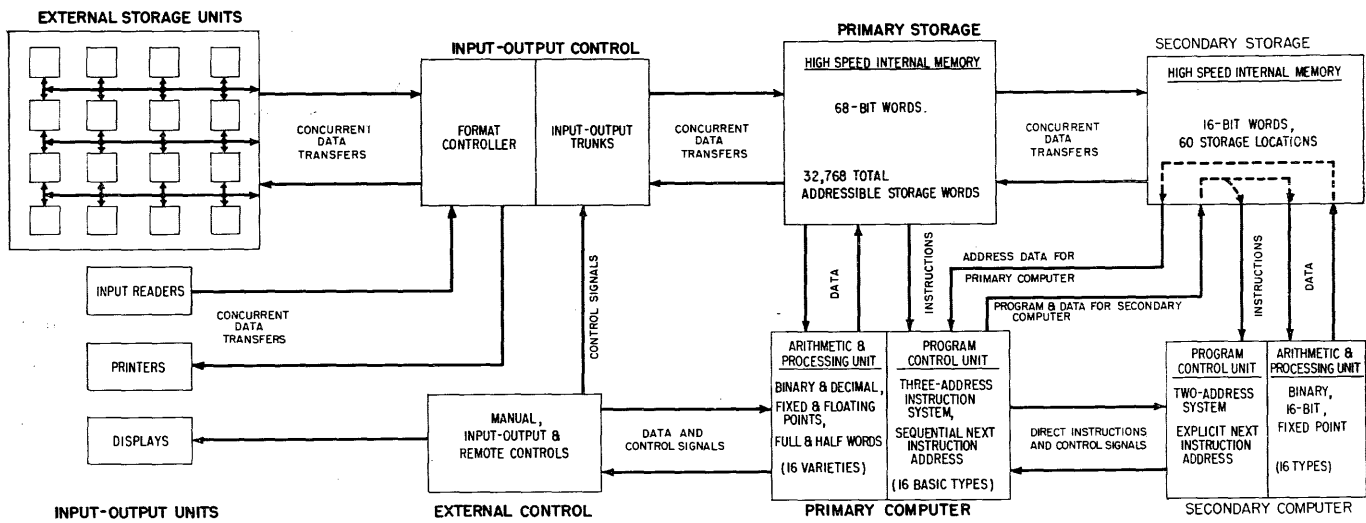 EXTERNAL STORAGE UNITS
INPUT-OUTPUT CONTROL
PRIMARY STORAGE
SECONDARY STORAGE
CONCURRENT
DATA
TRANSFERS
FORMAT
CONTROLLER
INPUT-OUTPUT
TRUNKS
CONCURRENT
DATA
TRANSFERS
HIGH SPEED INTERNAL MEMORY
68-BIT WORDS.
32,768 TOTAL
ADDRESSIBLE STORAGE WORDS
CONCURRENT
DATA
TRANSFERS
HIGH SPEED INTERNAL MEMORY
16-BIT WORDS,
60 STORAGE LOCATIONS
INPUT READERS
CONCURRENT
DATA
TRANSFERS
PRINTERS
DISPLAYS
CONTROL SIGNALS
DATA
INSTRUCTIONS
ADDRESS DATA FOR
PRIMARY COMPUTER
PROGRAM & DATA FOR SECONDARY
COMPUTER
INSTRUCTIONS
DATA
MANUAL,
INPUT-OUTPUT &
REMOTE CONTROLS
DATA AND
CONTROL SIGNALS
ARITHMETIC &
PROCESSING UNIT
BINARY & DECIMAL,
FIXED & FLOATING
POINTS,
FULL & HALF WORDS
(16 VARIETIES)
PROGRAM
CONTROL UNIT
THREE-ADDRESS
INSTRUCTION
SYSTEM,
SEQUENTIAL NEXT
INSTRUCTION
ADDRESS
(16 BASIC TYPES)
DIRECT INSTRUCTIONS
AND CONTROL SIGNALS
PROGRAM
CONTROL UNIT
TWO-ADDRESS
SYSTEM
EXPLICIT NEXT
INSTRUCTION
ADDRESS
ARITHMETIC &
PROCESSING UNIT
BINARY,
16-BIT,
FIXED POINT
(16 TYPES)
INPUT-OUTPUT UNITS
EXTERNAL CONTROL
PRIMARY COMPUTER
SECONDARY COMPUTER